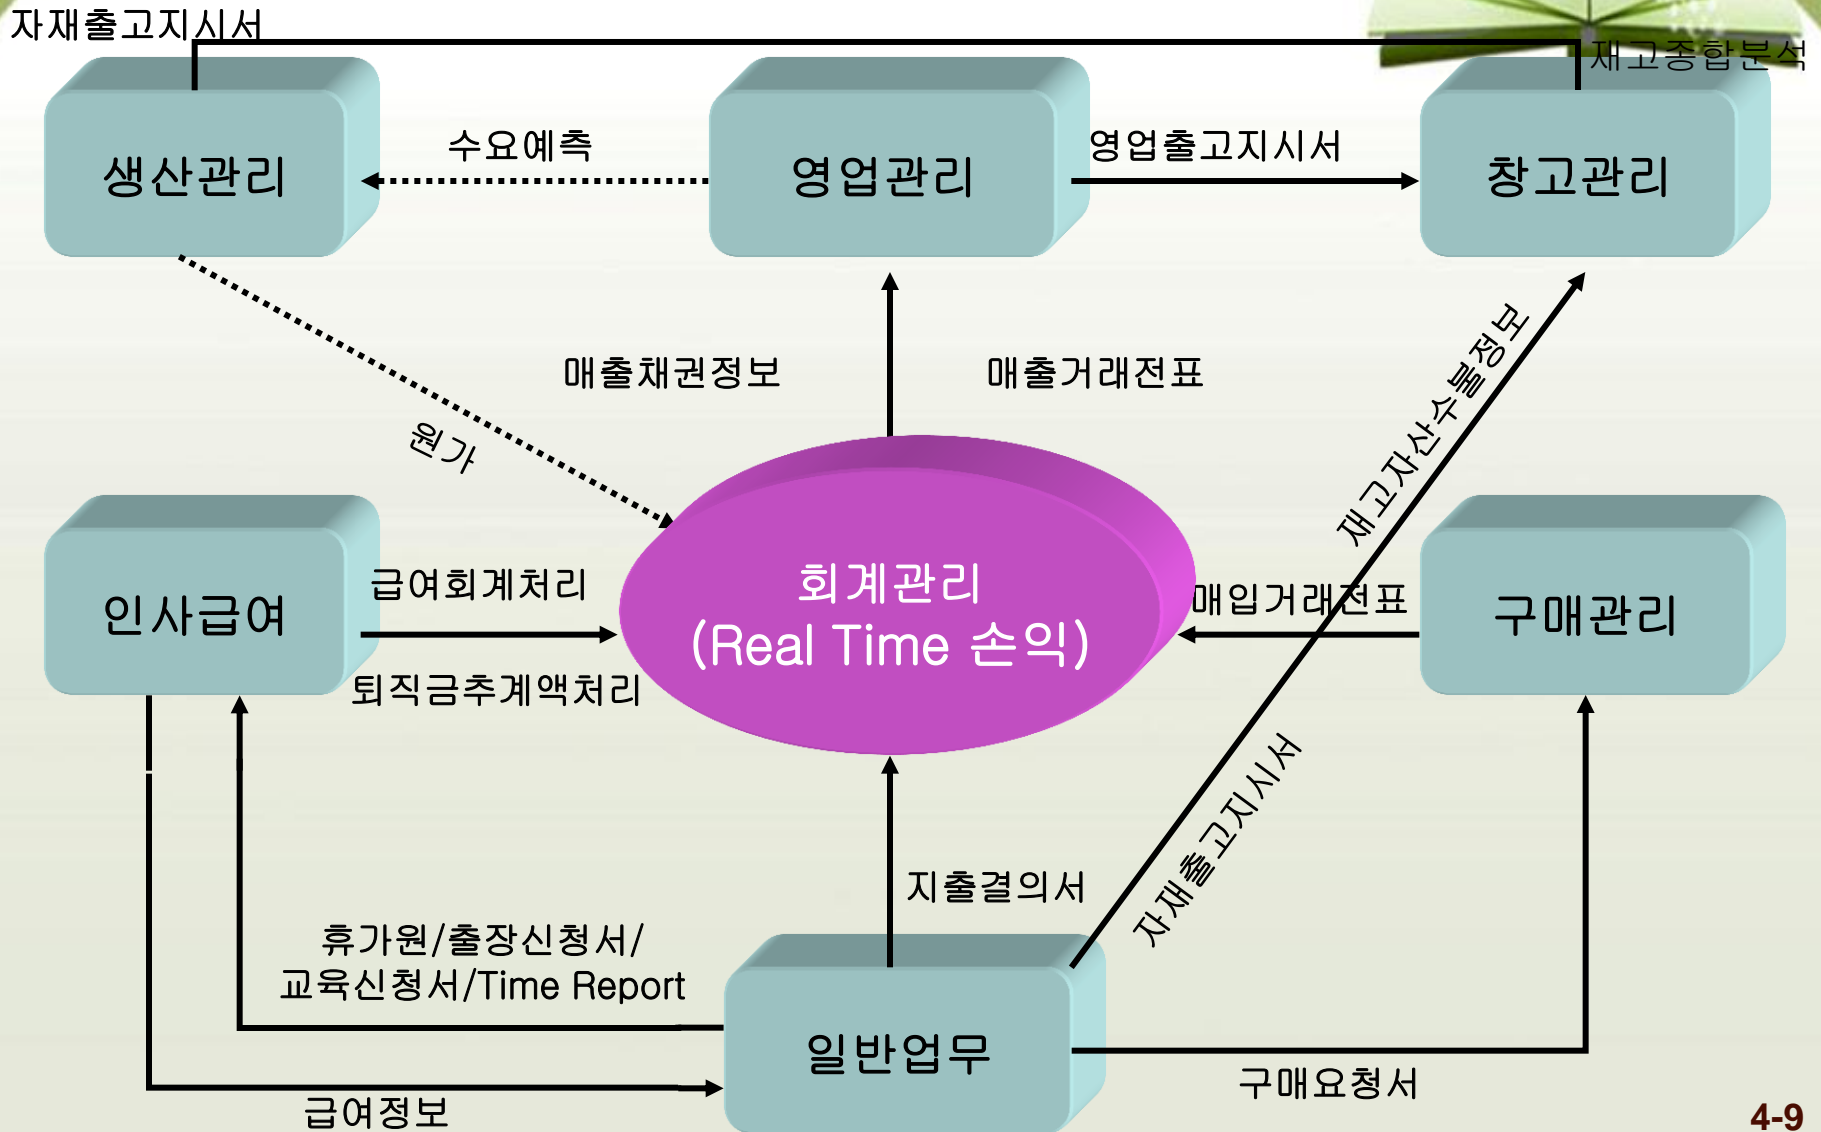 자재출고지시서
재고종합분석
생산관리
수요예측
영업관리
영업출고지시서
창고관리
매출채권정보
매출거래전표
재고자산수불정보
원가
인사급여
급여회계처리
퇴직금추계액처리
회계관리
(Real Time 손익)
매입거래전표
구매관리
자재출고지시서
지출결의서
휴가원/출장신청서/
교육신청서/Time Report
일반업무
구매요청서
급여정보
4-9